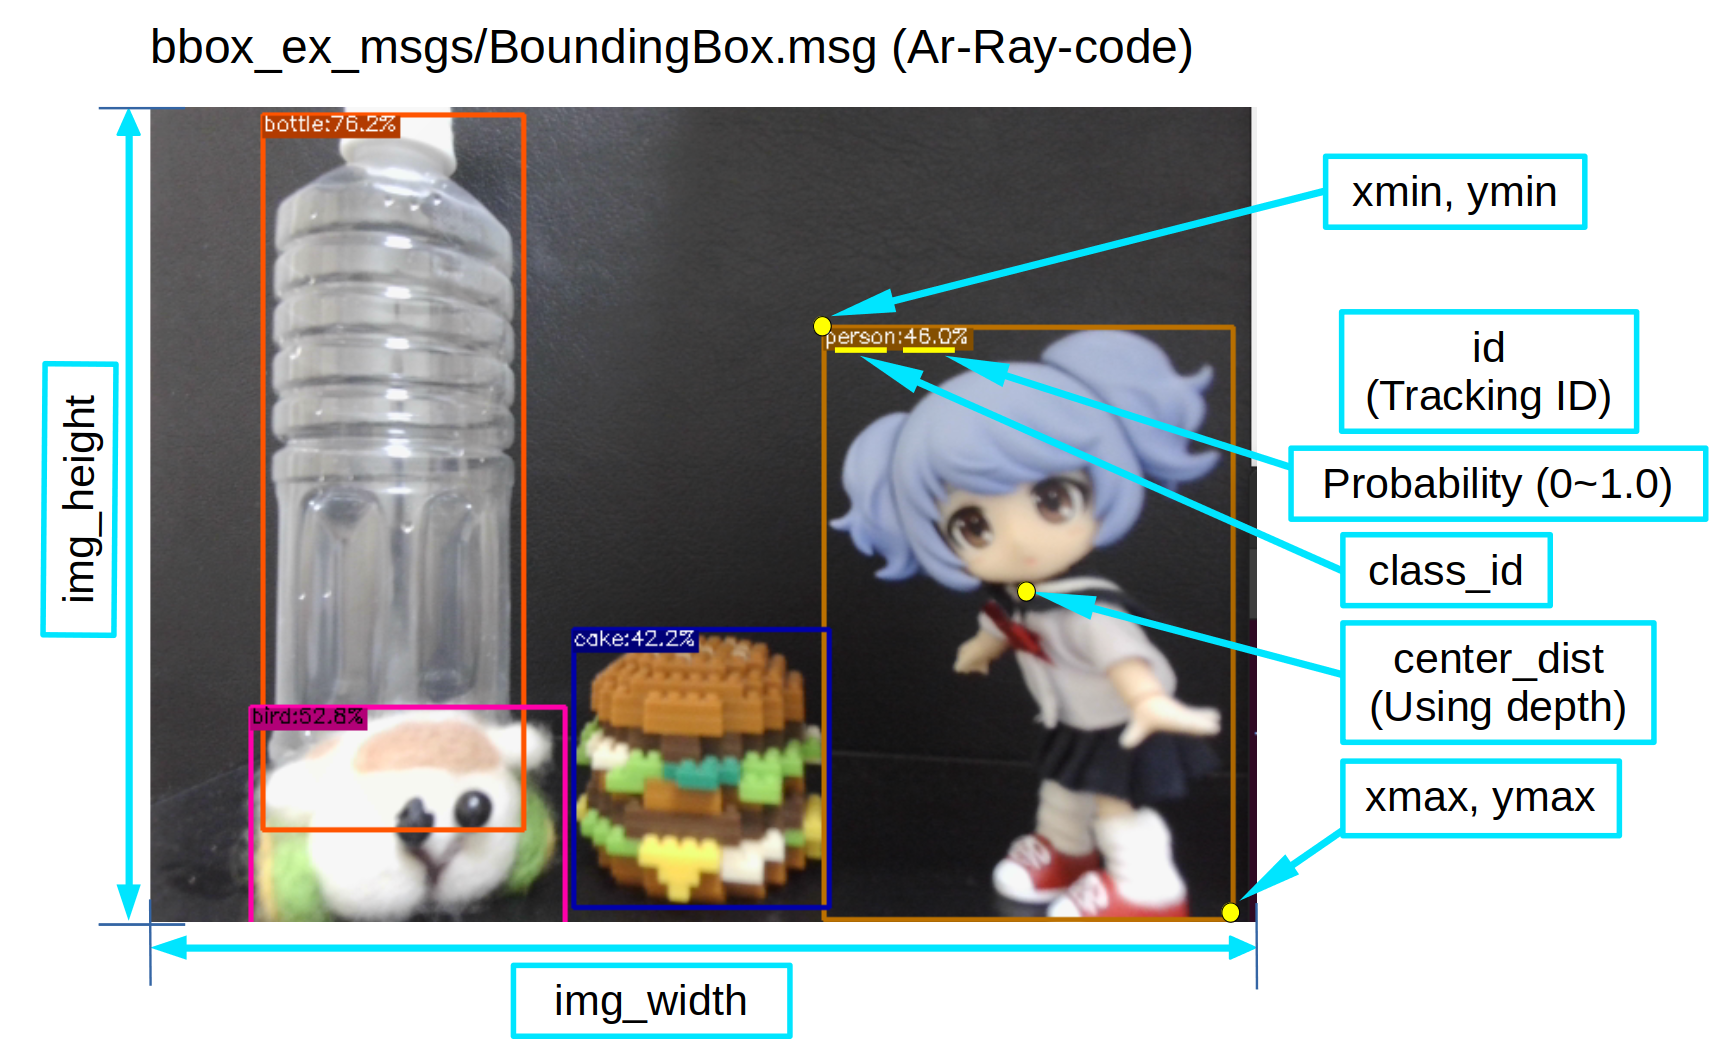 bbox_ex_msgs/BoundingBox.msg (Ar-Ray-code)
bottle:76.2%
xmin, ymin
person:46.0%
id
(Tracking ID)
img_height
Probability (0~1.0)
class_id
cake:42.2%
center_dist
(Using depth)
bird:52.8%
xmax, ymax
img_width